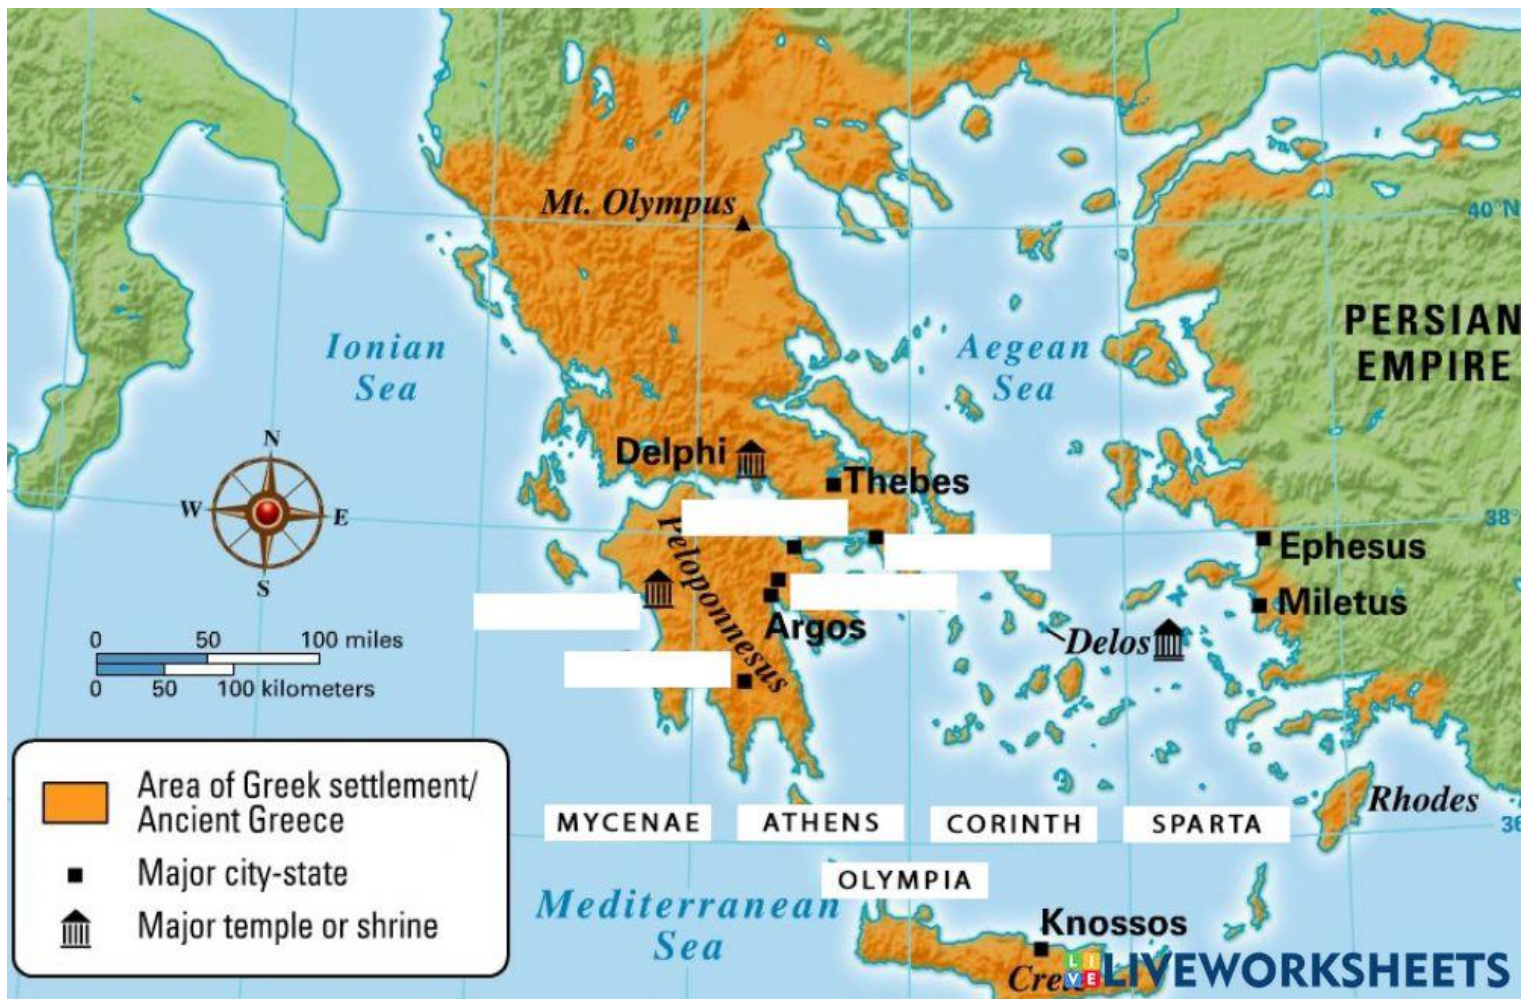 Mt. Olympus
40°N
PERSIAN
EMPIRE
Ionian
Sea
Aegean
Sea
Delphi
Thebes
N
W
E
S
38°
Peloponnesus
Ephesus
Miletus
Argos
Delos
0 50 100 miles
0 50 100 kilometers
Area of Greek settlement/
Ancient Greece
Major city-state
Major temple or shrine
Rhodes
36
MYCENAE ATHENS CORINTH SPARTA
OLYMPIA
Mediterranean
Sea
Knossos
Crete
LIVE LIVEWORKSHEETS